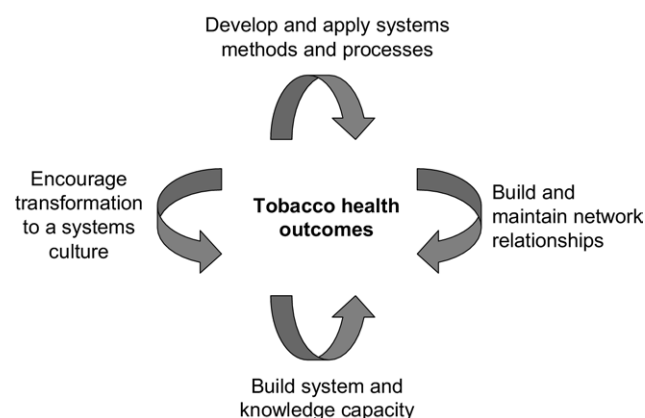 Develop and apply systems
methods and processes
Encourage
transformation
to a systems
culture
Tobacco health
outcomes
Build and
maintain network
relationships
Build system and
knowledge capacity